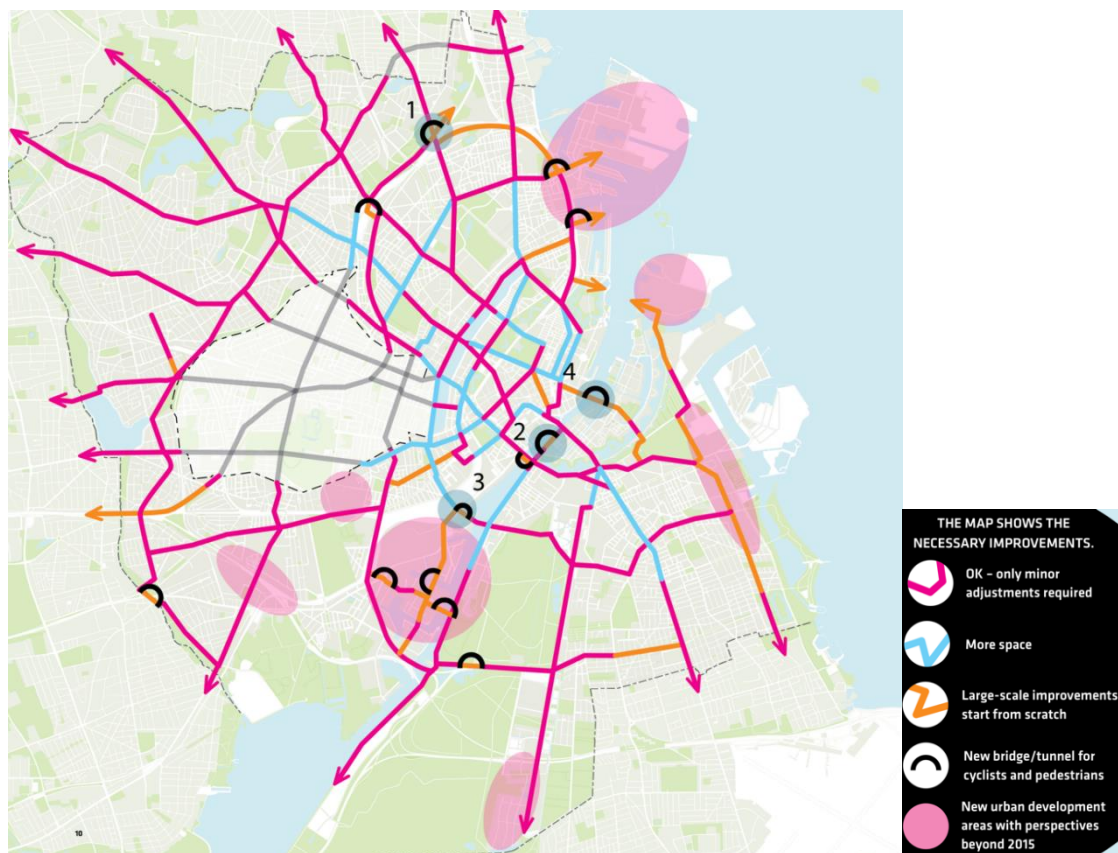 1
4
2
3
10
THE MAP SHOWS THE
NECESSARY IMPROVEMENTS.
OK – only minor
adjustments required
More space
Large-scale improvements
start from scratch
New bridge/tunnel for
cyclists and pedestrians
New urban development
areas with perspectives
beyond 2015